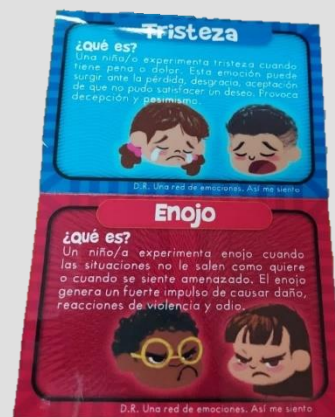 Tristeza
¿Qué es?
Una niña/o experimenta tristeza cuando
tiene pena o dolor. Esta emoción puede
surgir ante la pérdida, desgracia, aceptación
de que no pudo satisfacer un deseo. Provoca
decepción y pesimismo.
D.R. Una red de emociones. Así me siento
Enojo
¿Qué es?
Un niño/a experimenta enojo cuando
las situaciones no le salen como quiere
o cuando se siente amenazado. El enojo
genera un fuerte impulso de causar daño,
reacciones de violencia y odio.
D.R. Una red de emociones. Así me siento